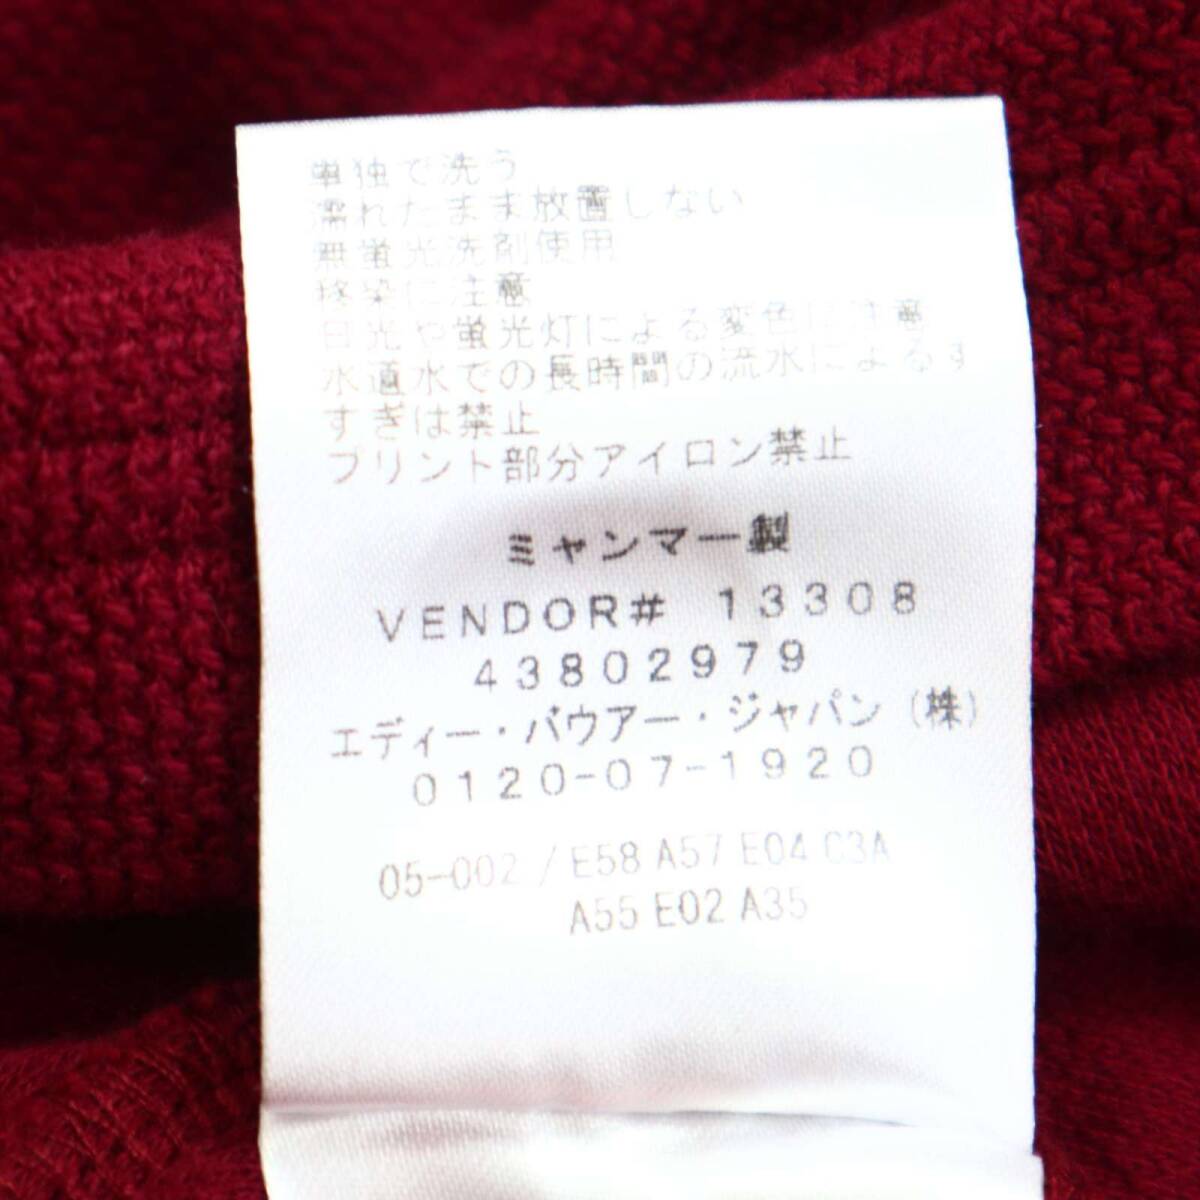 単独で洗う
濡れたまま放置しない
無蛍光洗剤使用
移染に注意
日光や蛍光灯による変色に注意
水道水での長時間の流水によるす
すぎは禁止
プリント部分アイロン禁止
ミャンマー製
VENDOR# 13308
43802979
エディー・バウアー・ジャパン(株)
0120-07-1920
05-002 / E58 A57 E04 C3A
A55 E02 A35